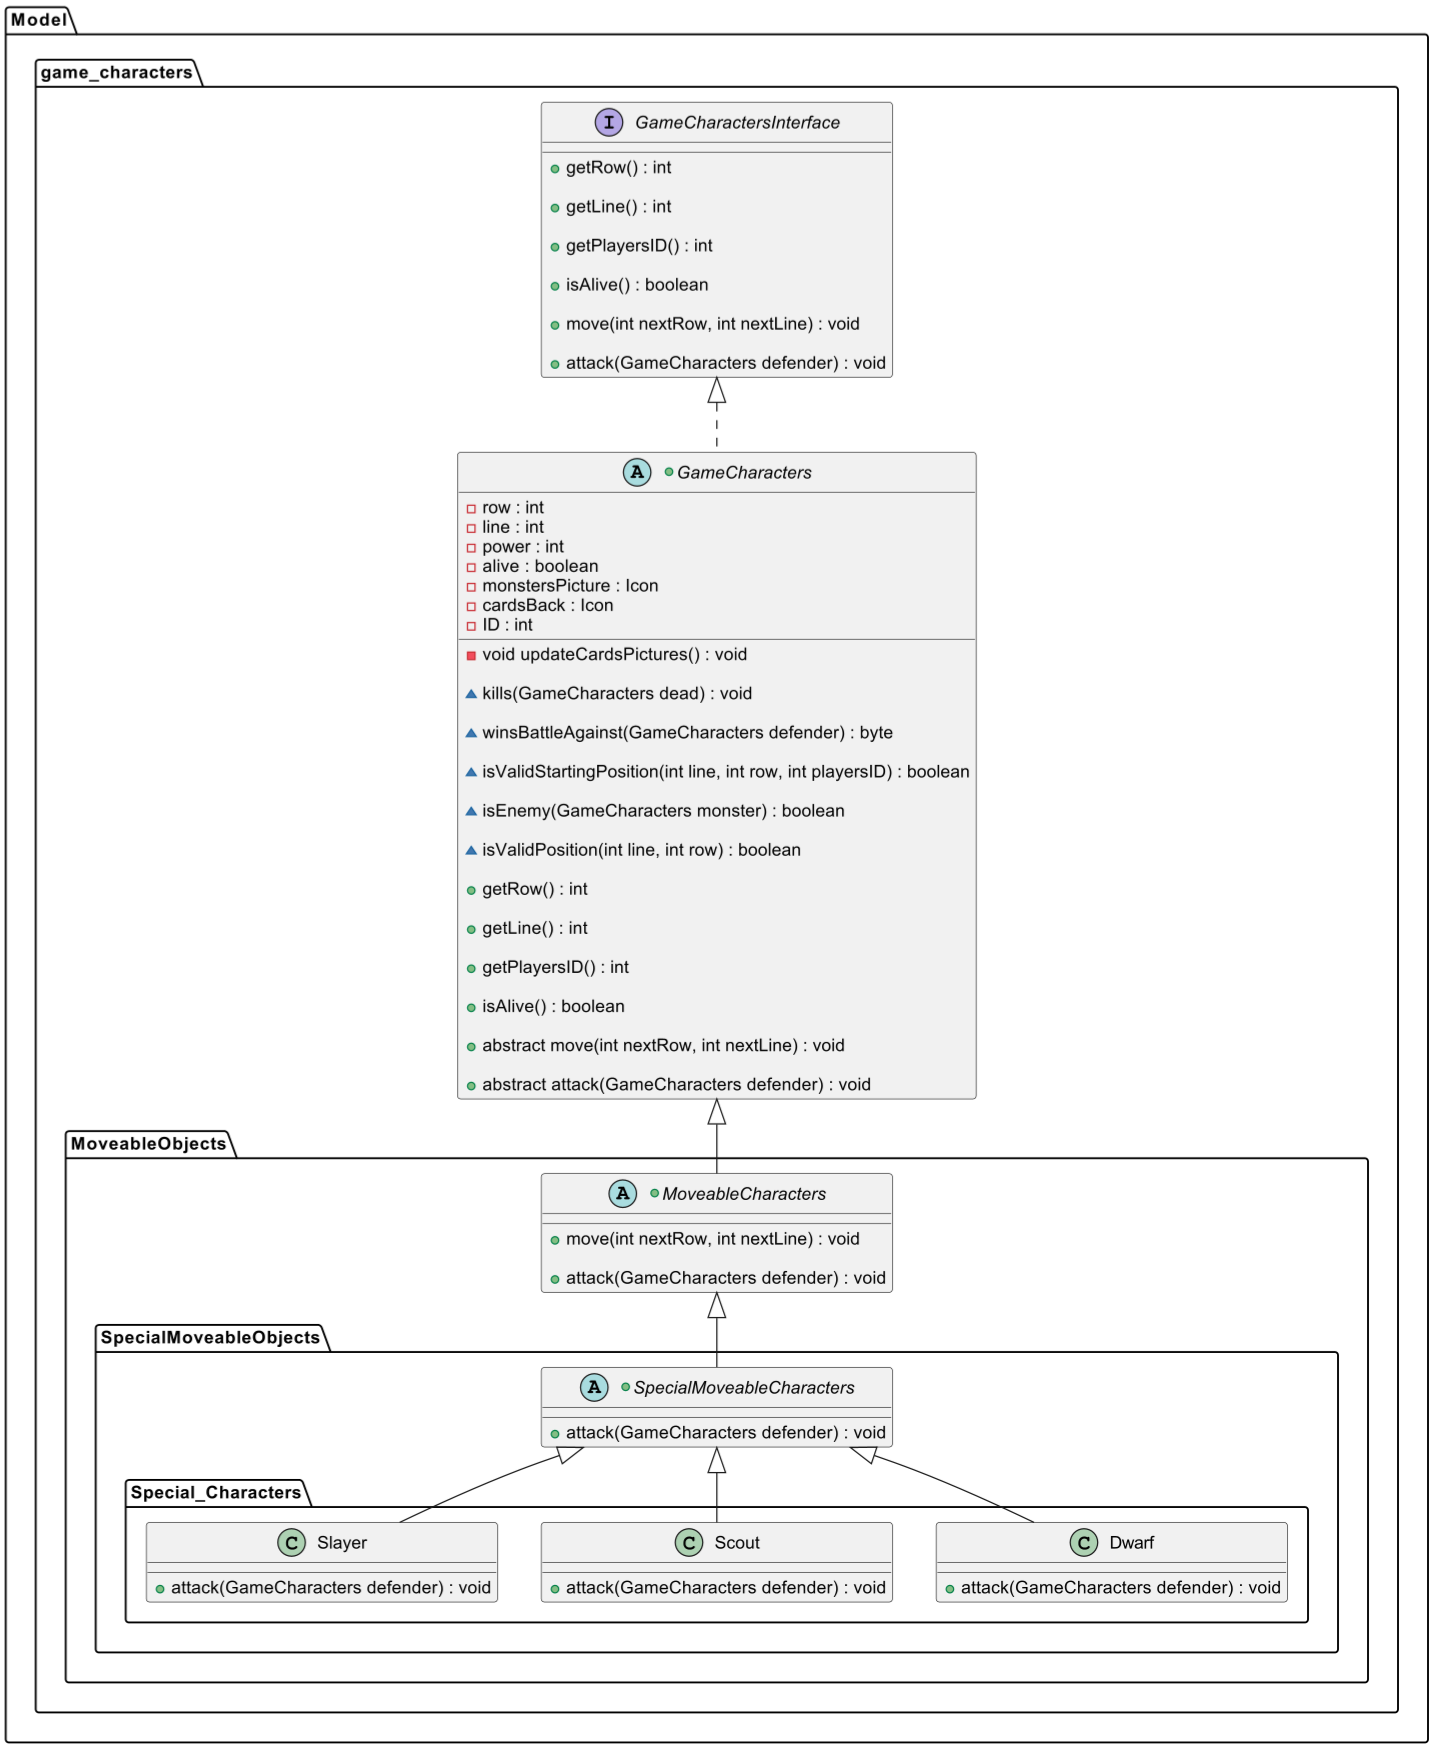 Model
game_characters
I GameCharactersInterface
getRow() : int
getLine() : int
getPlayersID() : int
isAlive() : boolean
move(int nextRow, int nextLine) : void
attack(GameCharacters defender) : void
A GameCharacters
row : int
line : int
power : int
alive : boolean
monstersPicture : Icon
cardsBack : Icon
ID : int
void updateCardsPictures() : void
kills(GameCharacters dead) : void
winsBattleAgainst(GameCharacters defender) : byte
isValidStartingPosition(int line, int row, int playersID) : boolean
isEnemy(GameCharacters monster) : boolean
isValidPosition(int line, int row) : boolean
getRow() : int
getLine() : int
getPlayersID() : int
isAlive() : boolean
abstract move(int nextRow, int nextLine) : void
abstract attack(GameCharacters defender) : void
MoveableObjects
A MoveableCharacters
move(int nextRow, int nextLine) : void
attack(GameCharacters defender) : void
SpecialMoveableObjects
A SpecialMoveableCharacters
attack(GameCharacters defender) : void
Special_Characters
C Slayer
attack(GameCharacters defender) : void
C Scout
attack(GameCharacters defender) : void
C Dwarf
attack(GameCharacters defender) : void